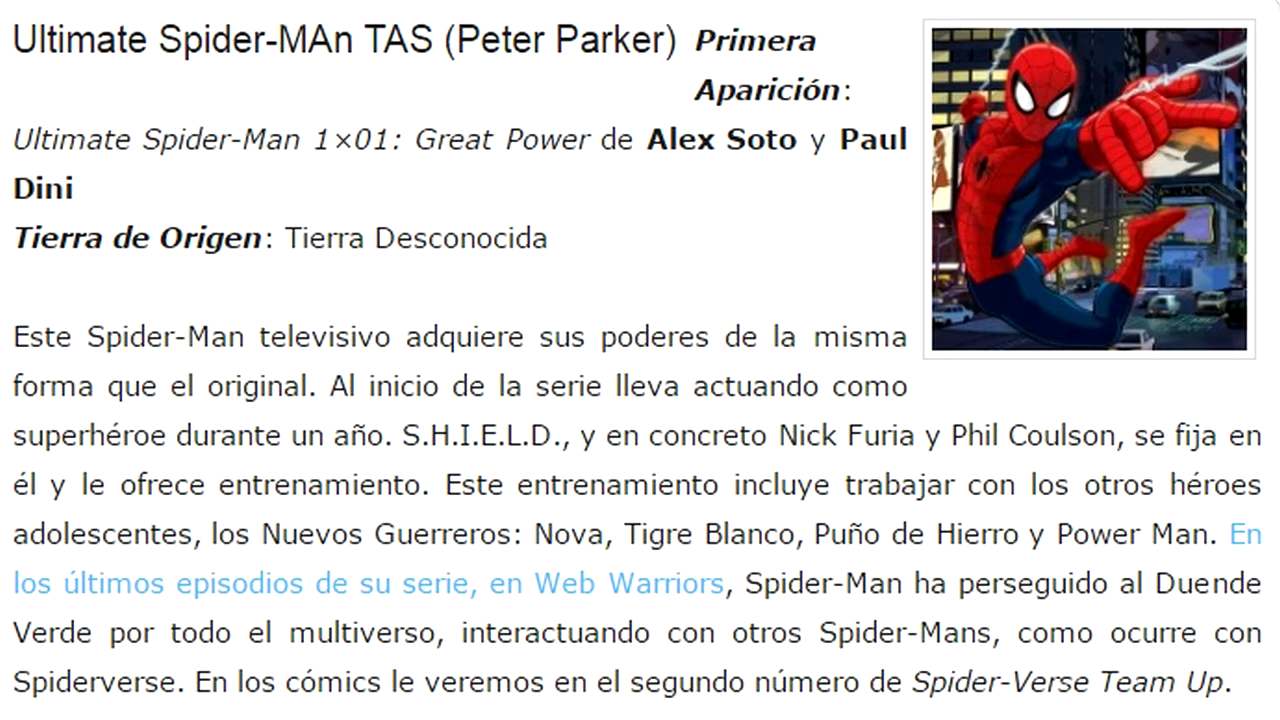 Ultimate Spider-MAn TAS (Peter Parker) Primera
Aparición:
Ultimate Spider-Man 1×01: Great Power de Alex Soto y Paul
Dini
Tierra de Origen: Tierra Desconocida
Este Spider-Man televisivo adquiere sus poderes de la misma
forma que el original. Al inicio de la serie lleva actuando como
superhéroe durante un año. S.H.I.E.L.D., y en concreto Nick Furia y Phil Coulson, se fija en
él y le ofrece entrenamiento. Este entrenamiento incluye trabajar con los otros héroes
adolescentes, los Nuevos Guerreros: Nova, Tigre Blanco, Puño de Hierro y Power Man. En
los últimos episodios de su serie, en Web Warriors, Spider-Man ha perseguido al Duende
Verde por todo el multiverso, interactuando con otros Spider-Mans, como ocurre con
Spiderverse. En los cómics le veremos en el segundo número de Spider-Verse Team Up.